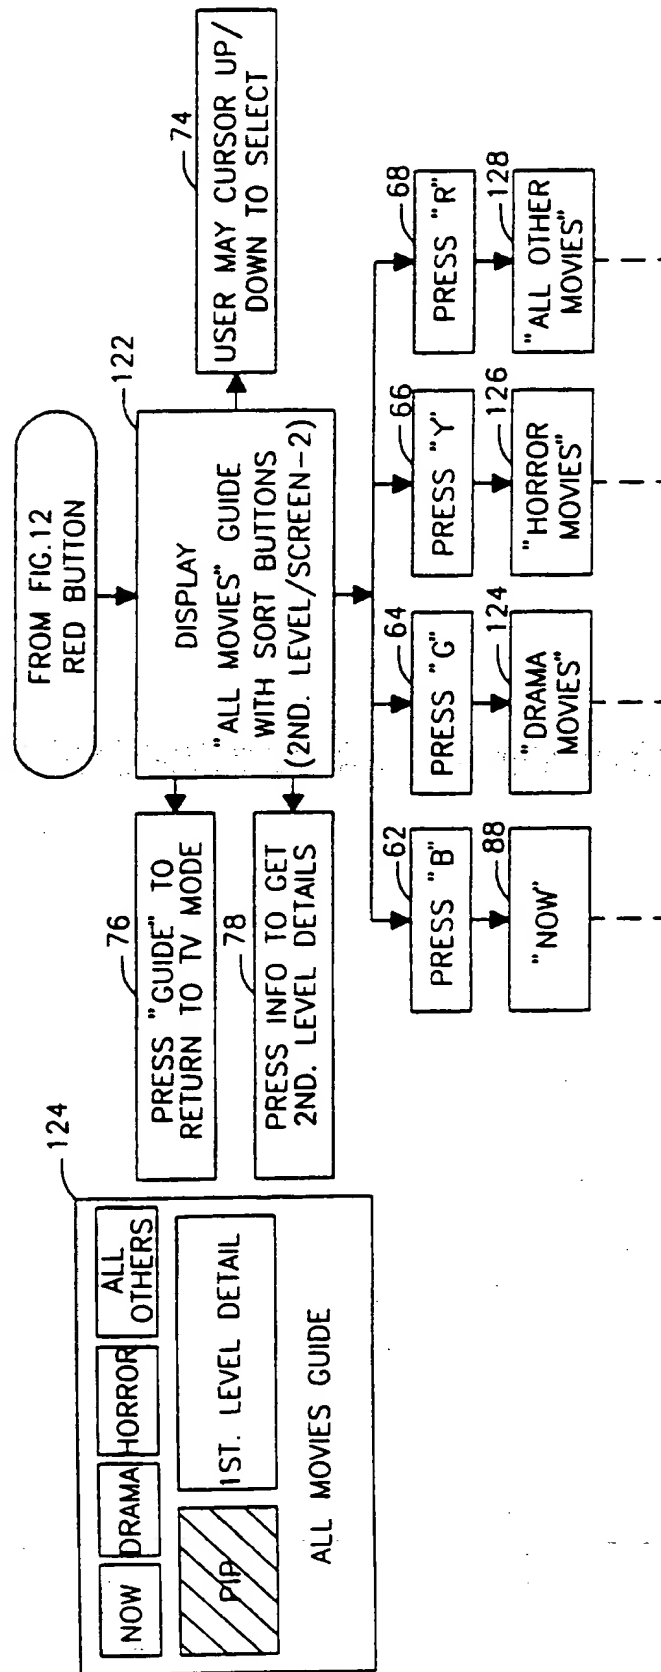 FROM FIG.12
RED BUTTON
122
DISPLAY
"ALL MOVIES" GUIDE
WITH SORT BUTTONS
(2ND. LEVEL/SCREEN-2)
74
USER MAY CURSOR UP/
DOWN TO SELECT
76
PRESS "GUIDE" TO
RETURN TO TV MODE
78
PRESS INFO TO GET
2ND. LEVEL DETAILS
124
NOW
DRAMA
HORROR
ALL
OTHERS
PIP
1ST. LEVEL DETAIL
ALL MOVIES GUIDE
62
PRESS "B"
64
PRESS "G"
66
PRESS "Y'
68
PRESS "R"
88
"NOW"
124
"DRAMA
MOVIES"
126
"HORROR
MOVIES"
128
"ALL OTHER
MOVIES"